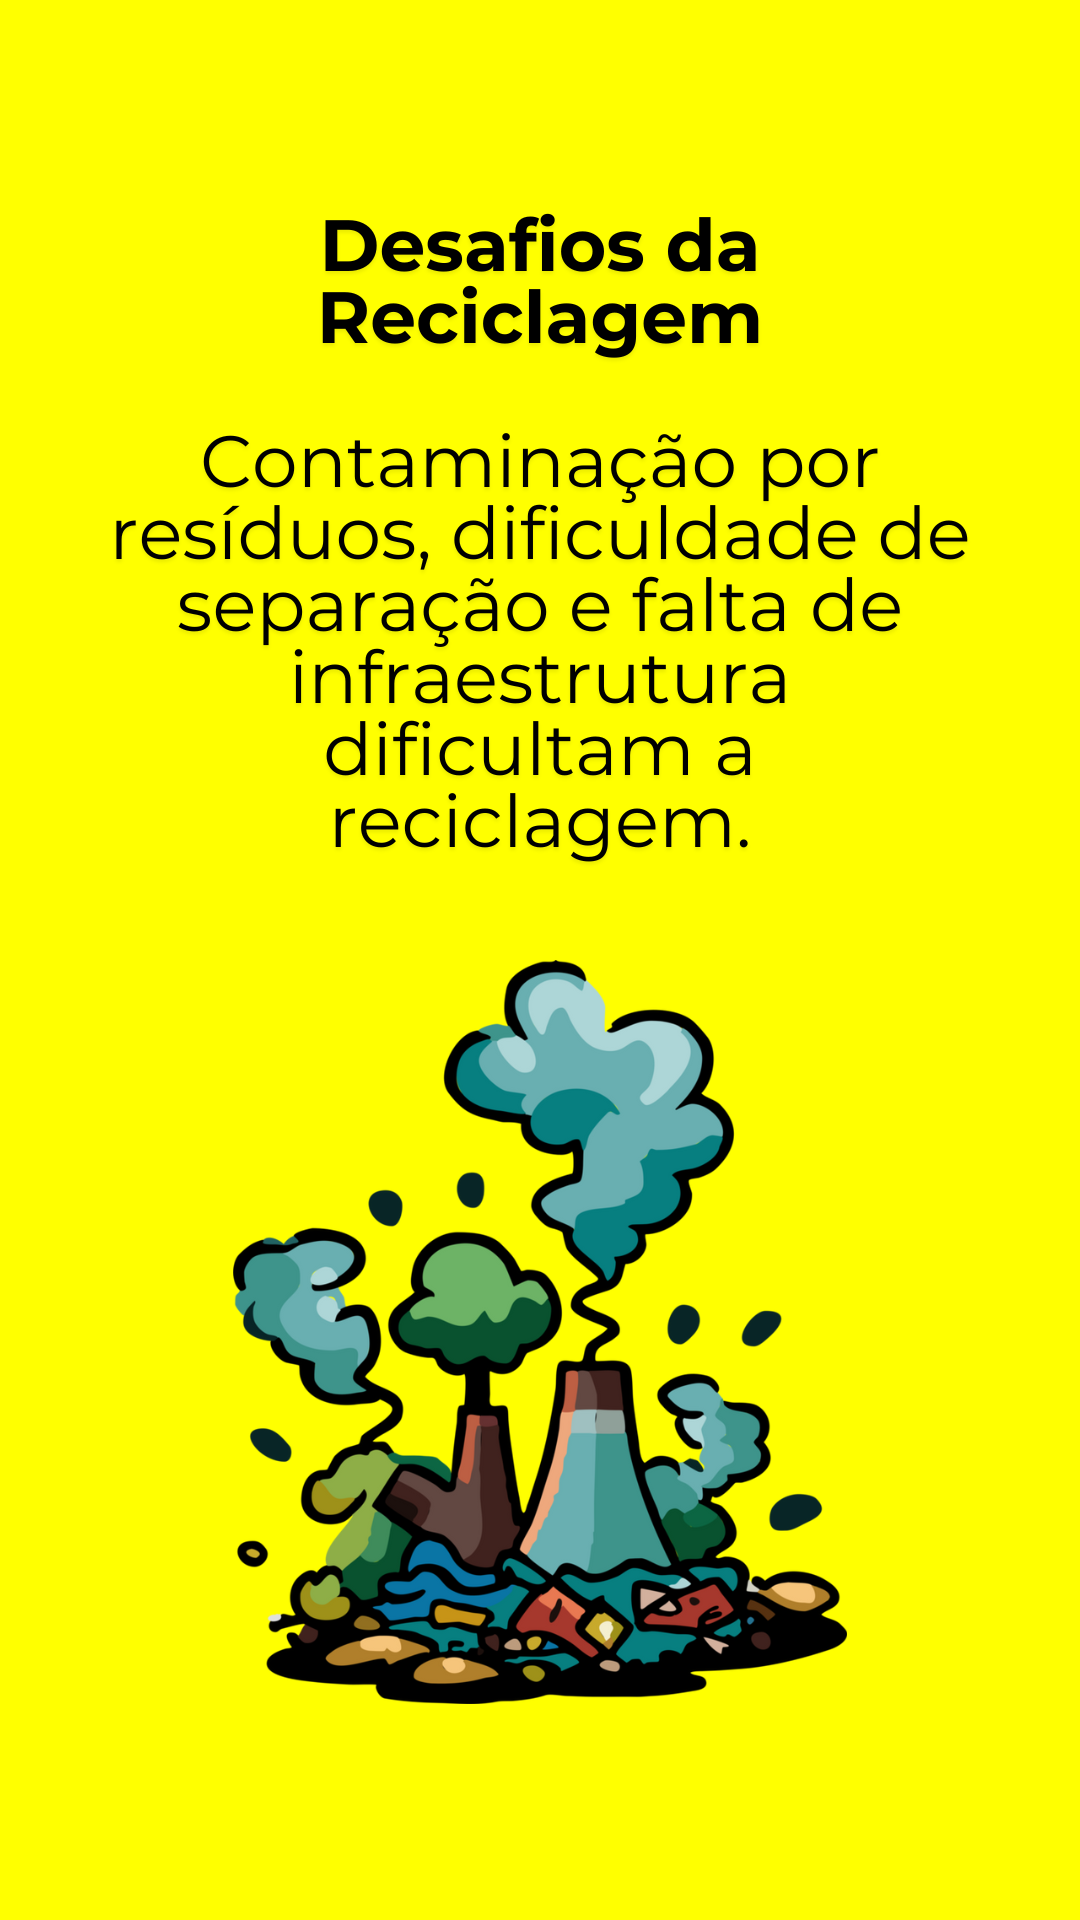 Desafios da
Reciclagem
Contaminação por
resíduos, dificuldade de
separação e falta de
infraestrutura
dificultam a
reciclagem.